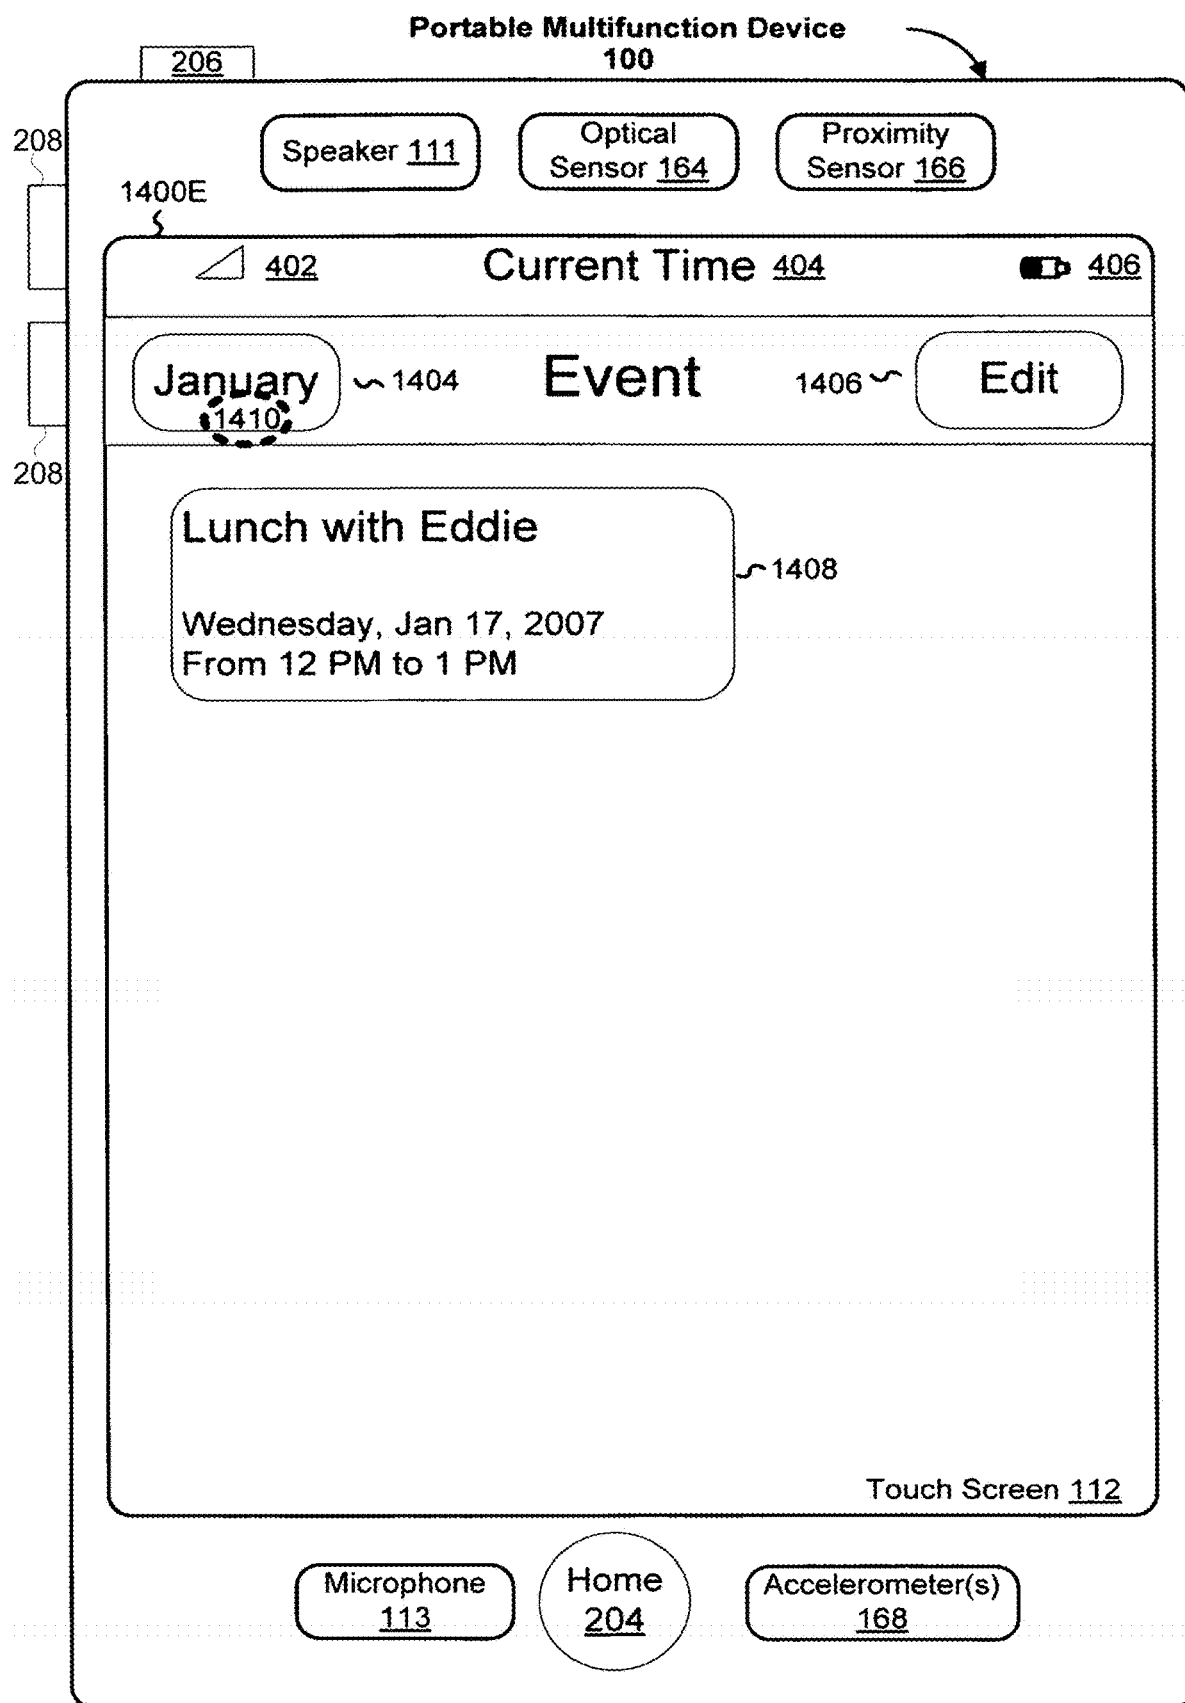 Portable Multifunction Device
100
206
208
Speaker 111
Optical
Sensor 164
Proximity
Sensor 166
1400E
402
Current Time 404
406
January
1410
1404
Event
1406
Edit
208
Lunch with Eddie
1408
Wednesday, Jan 17, 2007
From 12 PM to 1 PM
Touch Screen 112
Microphone
113
Home
204
Accelerometer(s)
168